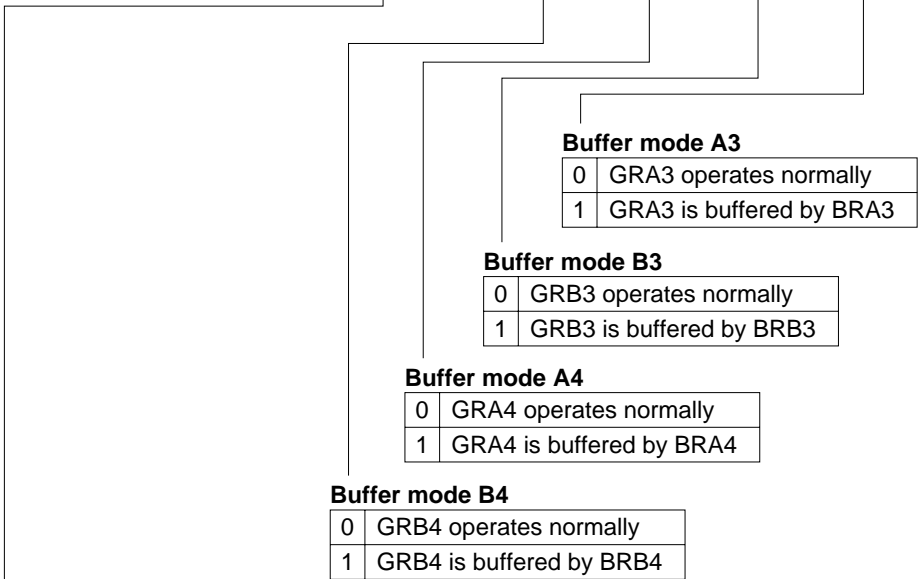 Buffer mode A3
0 GRA3 operates normally
1 GRA3 is buffered by BRA3
Buffer mode B3
0 GRB3 operates normally
1 GRB3 is buffered by BRB3
Buffer mode A4
0 GRA4 operates normally
1 GRA4 is buffered by BRA4
Buffer mode B4
0 GRB4 operates normally
1 GRB4 is buffered by BRB4